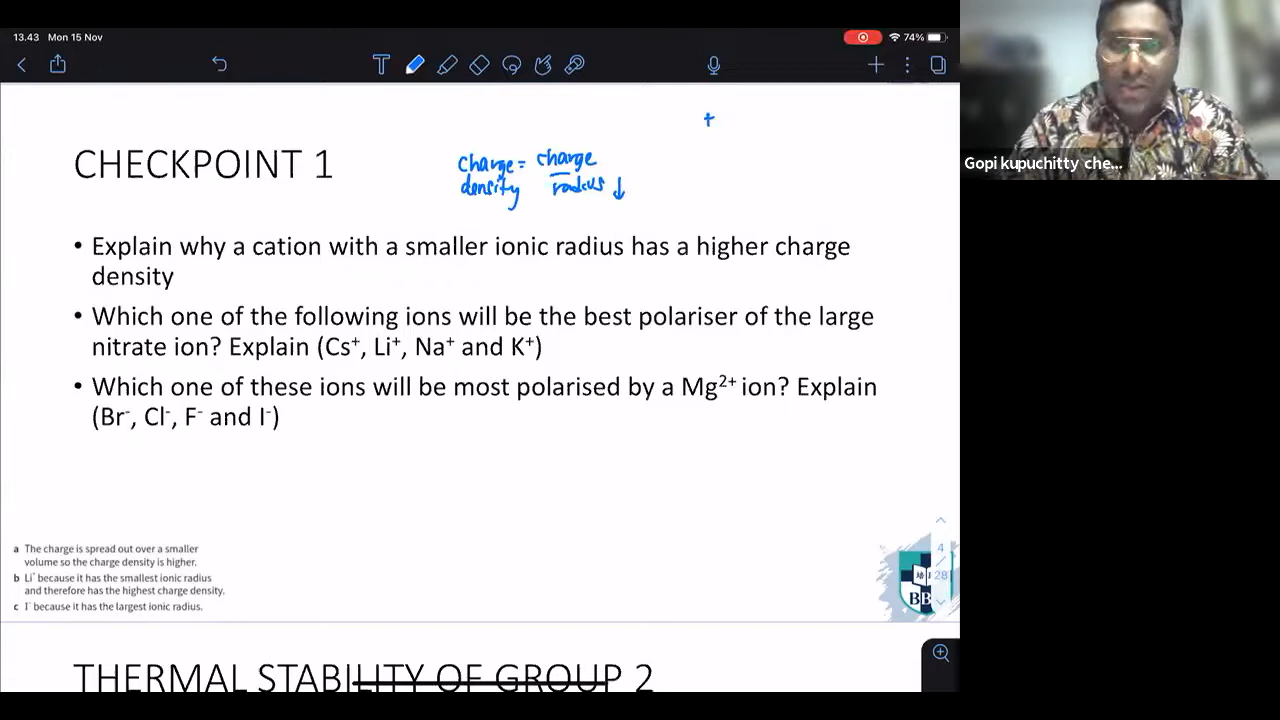 13.43 Mon 15 Nov
74%
T
+
CHECKPOINT 1
charge = charge
density radius ↓
Gopi kupuchitty che...
• Explain why a cation with a smaller ionic radius has a higher charge
density
• Which one of the following ions will be the best polariser of the large
nitrate ion? Explain (Cs⁺, Li⁺, Na⁺ and K⁺)
• Which one of these ions will be most polarised by a Mg²⁺ ion? Explain
(Br⁻, Cl⁻, F⁻ and I⁻)
a The charge is spread out over a smaller
volume so the charge density is higher.
b Li⁺ because it has the smallest ionic radius
and therefore has the highest charge density.
c I⁻ because it has the largest ionic radius.
4
/
28
THERMAL STABILITY OF GROUP 2